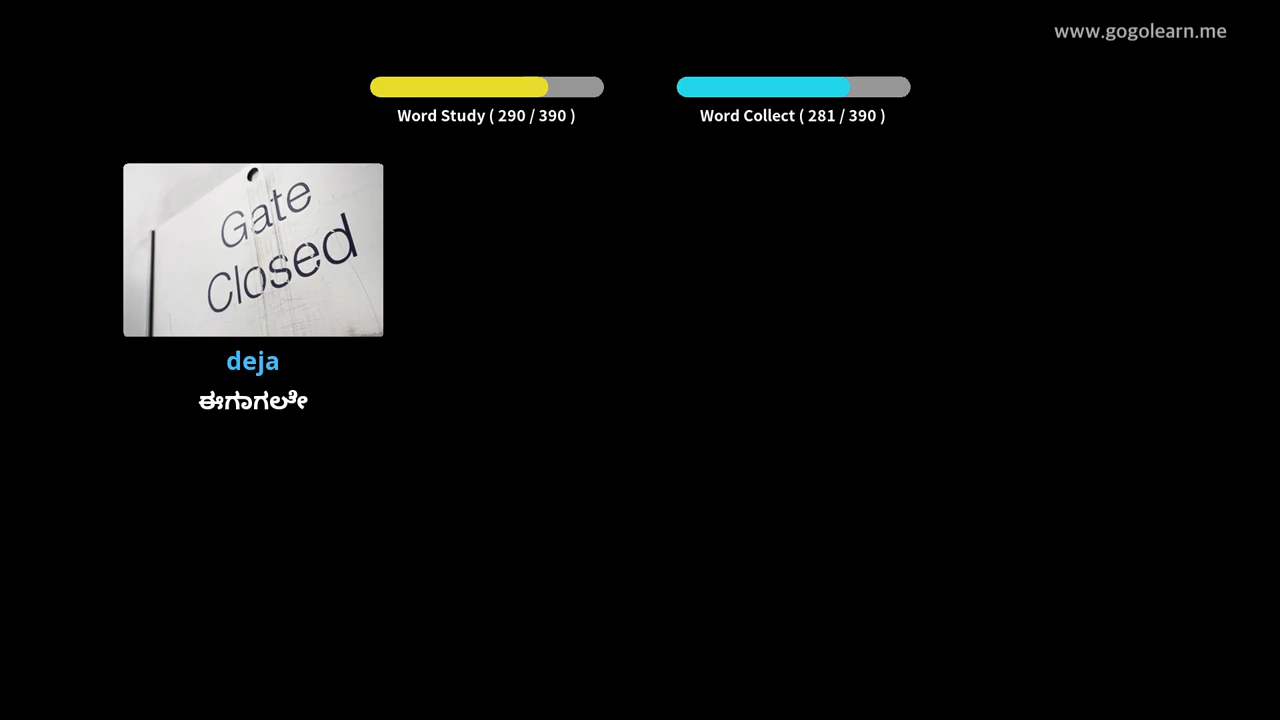 www.gogolearn.me
Word Study ( 290 / 390 )
Word Collect ( 281 / 390 )
Gate
Closed
deja
ಈಗಾಗಲೇ